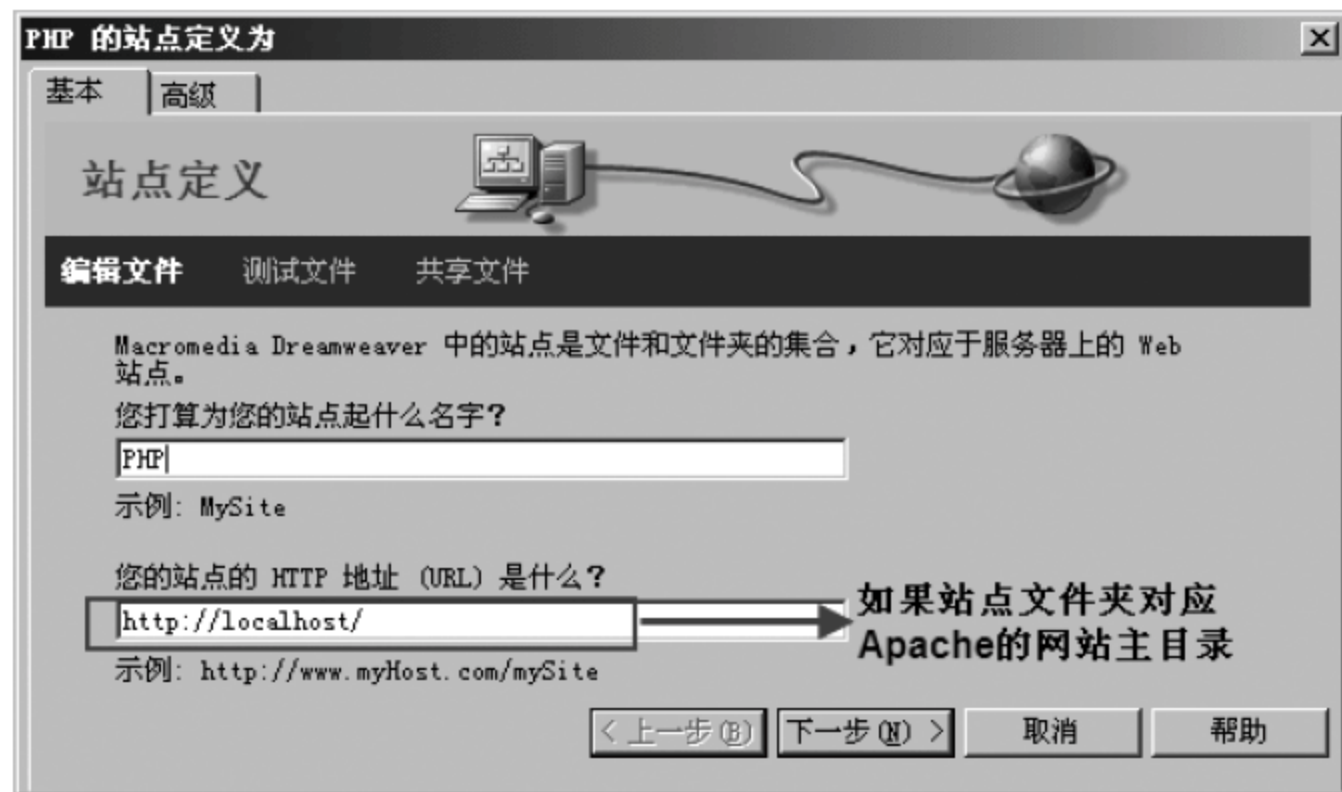 PHP 的站点定义为
基本 高级
站点定义
编辑文件 测试文件 共享文件
Macromedia Dreamweaver 中的站点是文件和文件夹的集合，它对应于服务器上的 Web
站点。
您打算为您的站点起什么名字？
PHP
示例: MySite
您的站点的 HTTP 地址 (URL) 是什么？
http://localhost/
如果站点文件夹对应
Apache的网站主目录
示例: http://www.myHost.com/mySite
< 上一步(B) 下一步(N) > 取消 帮助